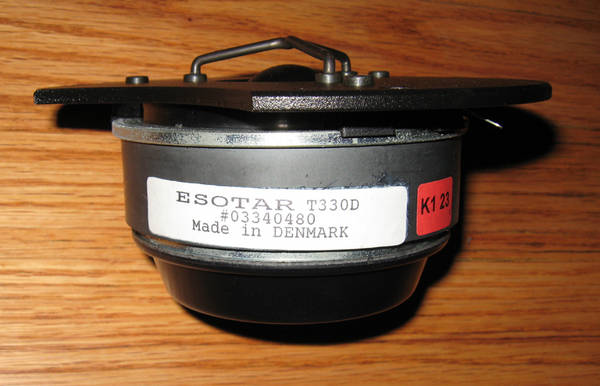 ESOTAR T330D
#03340480
Made in DENMARK
K1 23